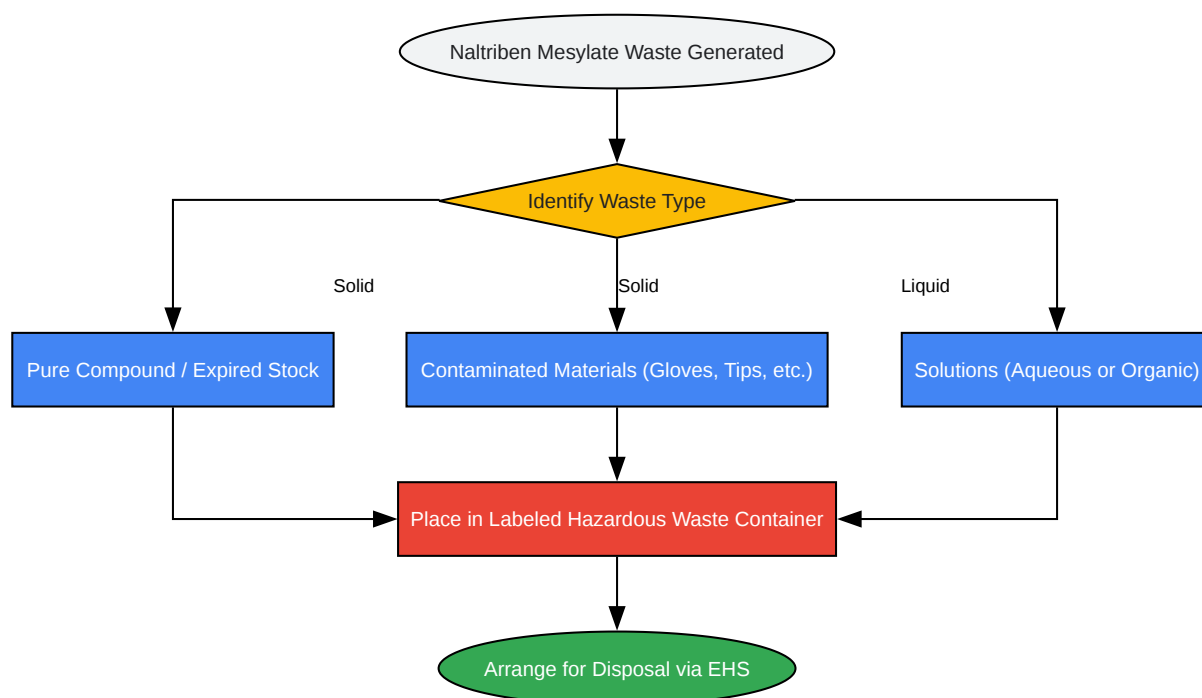 Naltriben Mesylate Waste Generated
Identify Waste Type
Solid
Solid
Liquid
Pure Compound / Expired Stock
Contaminated Materials (Gloves, Tips, etc.)
Solutions (Aqueous or Organic)
Place in Labeled Hazardous Waste Container
Arrange for Disposal via EHS